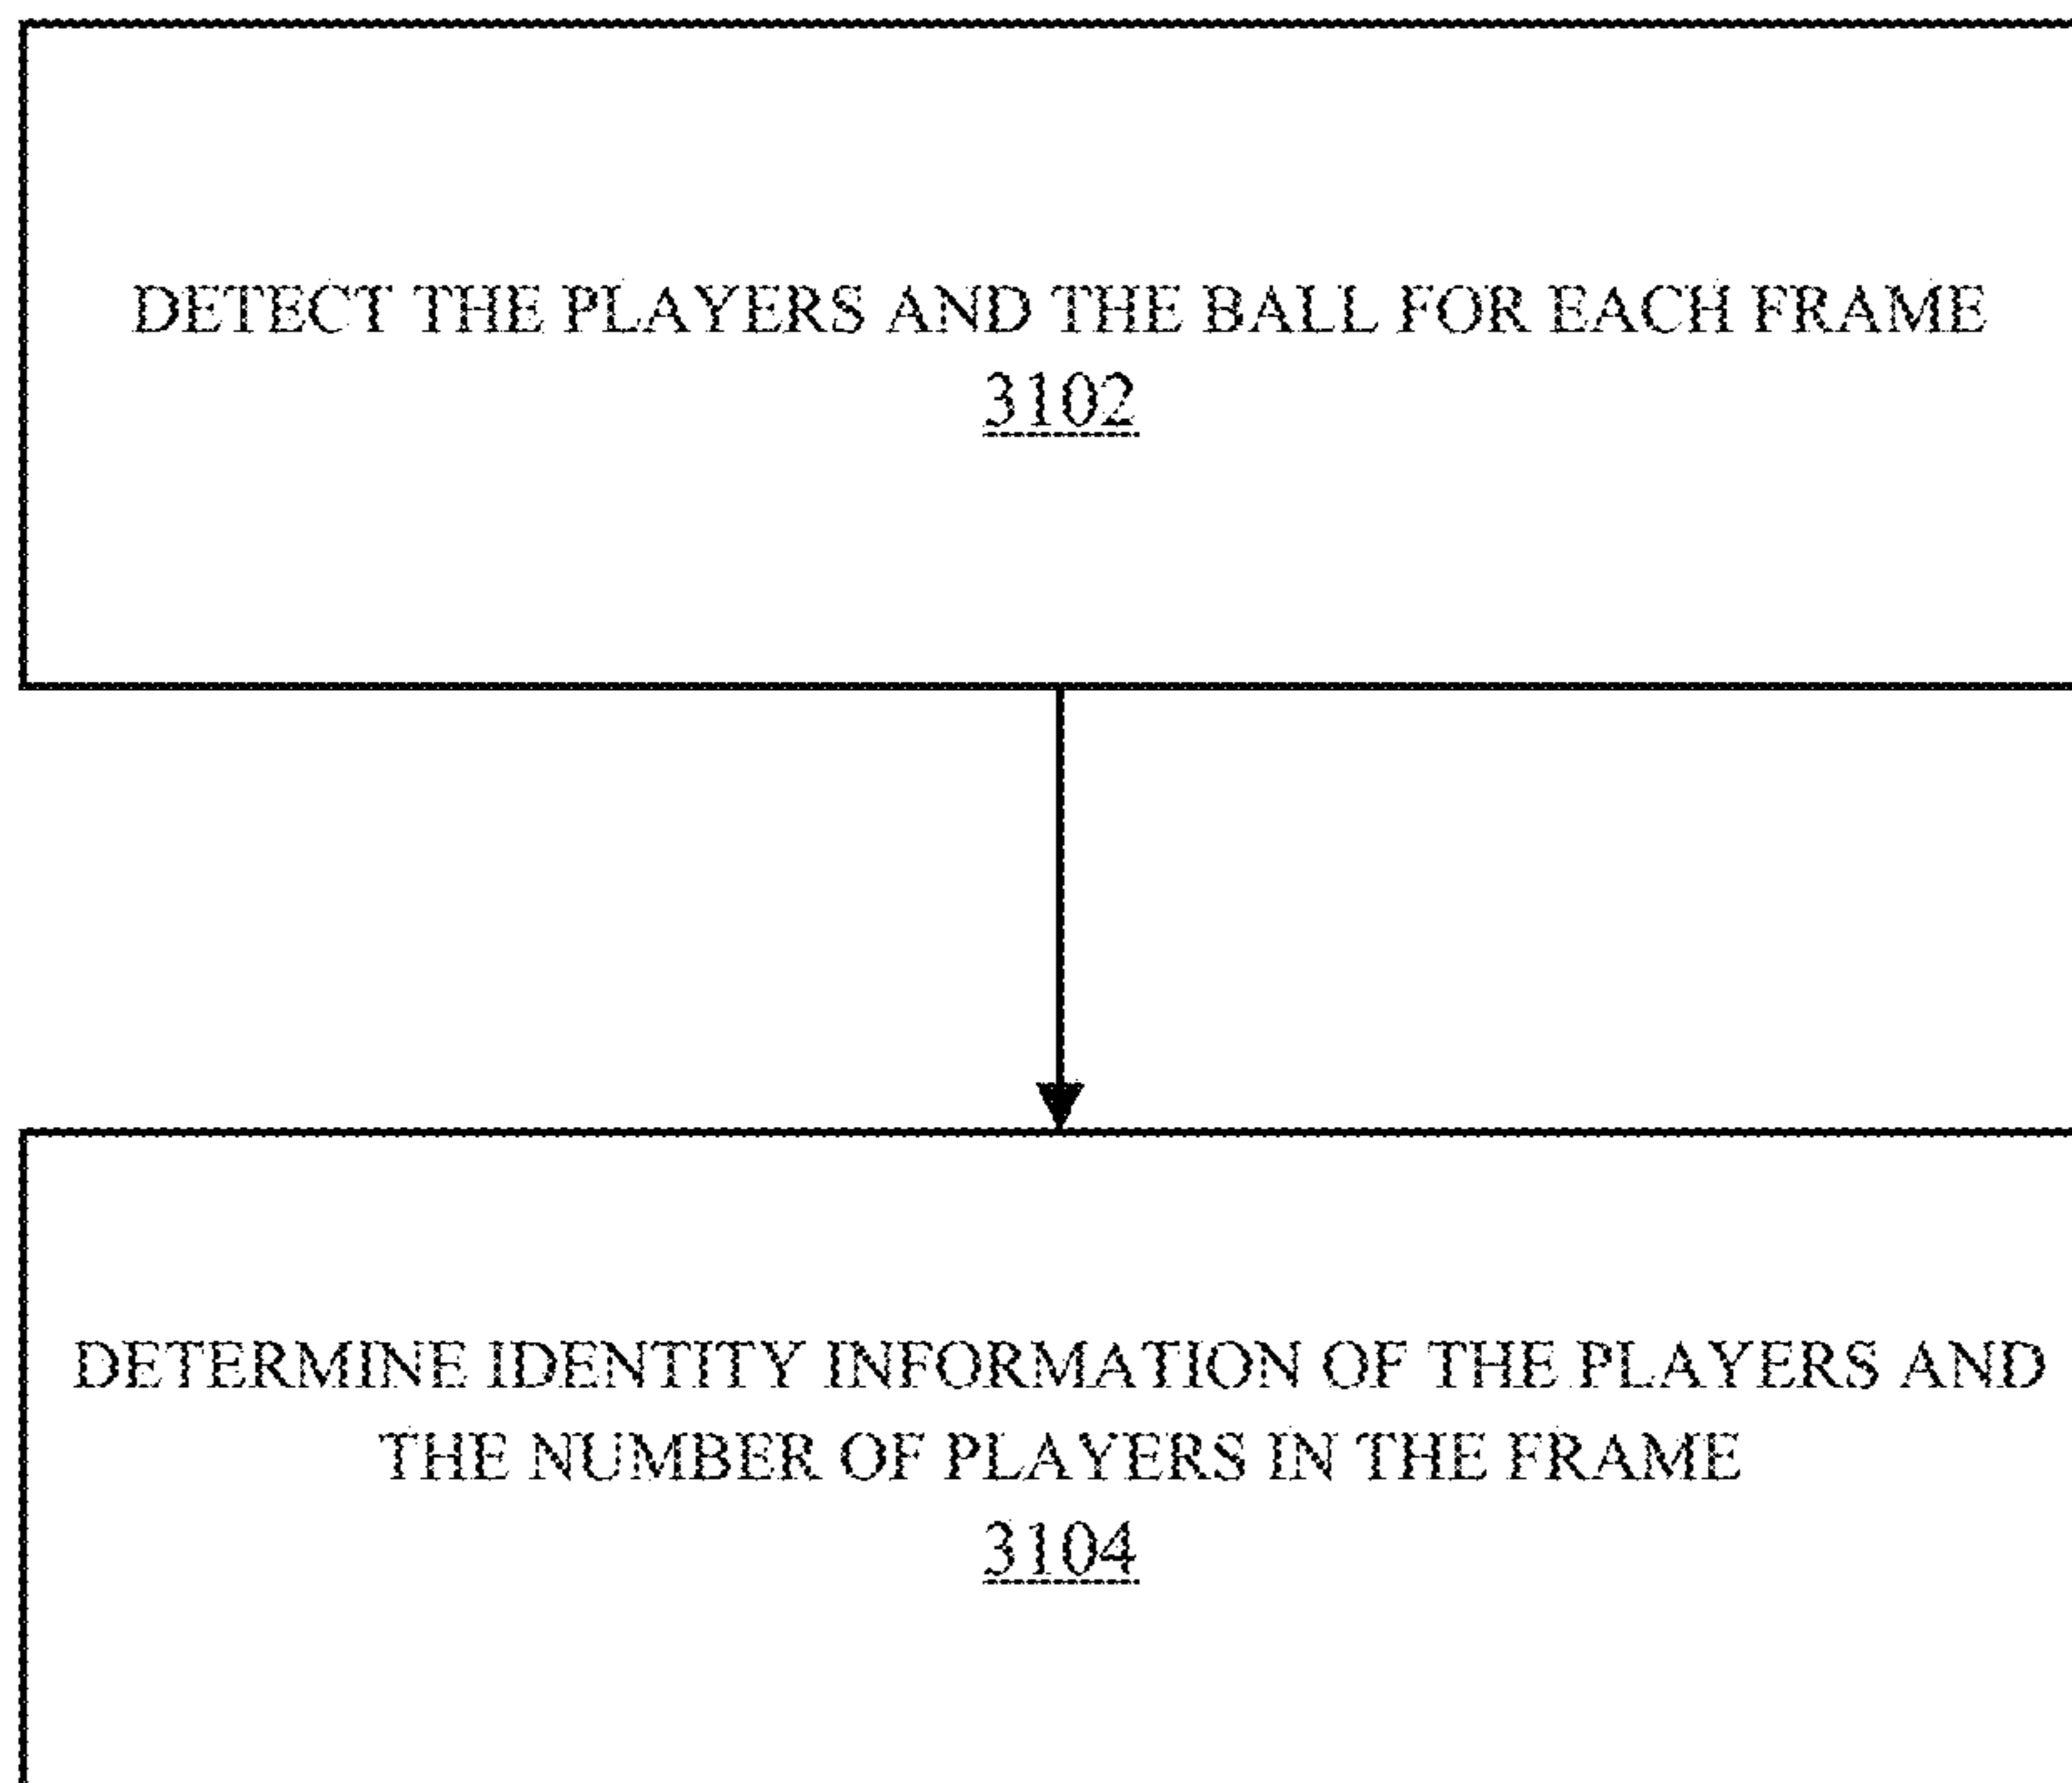 DETECT THE PLAYERS AND THE BALL FOR EACH FRAME
3102
DETERMINE IDENTITY INFORMATION OF THE PLAYERS AND
THE NUMBER OF PLAYERS IN THE FRAME
3104